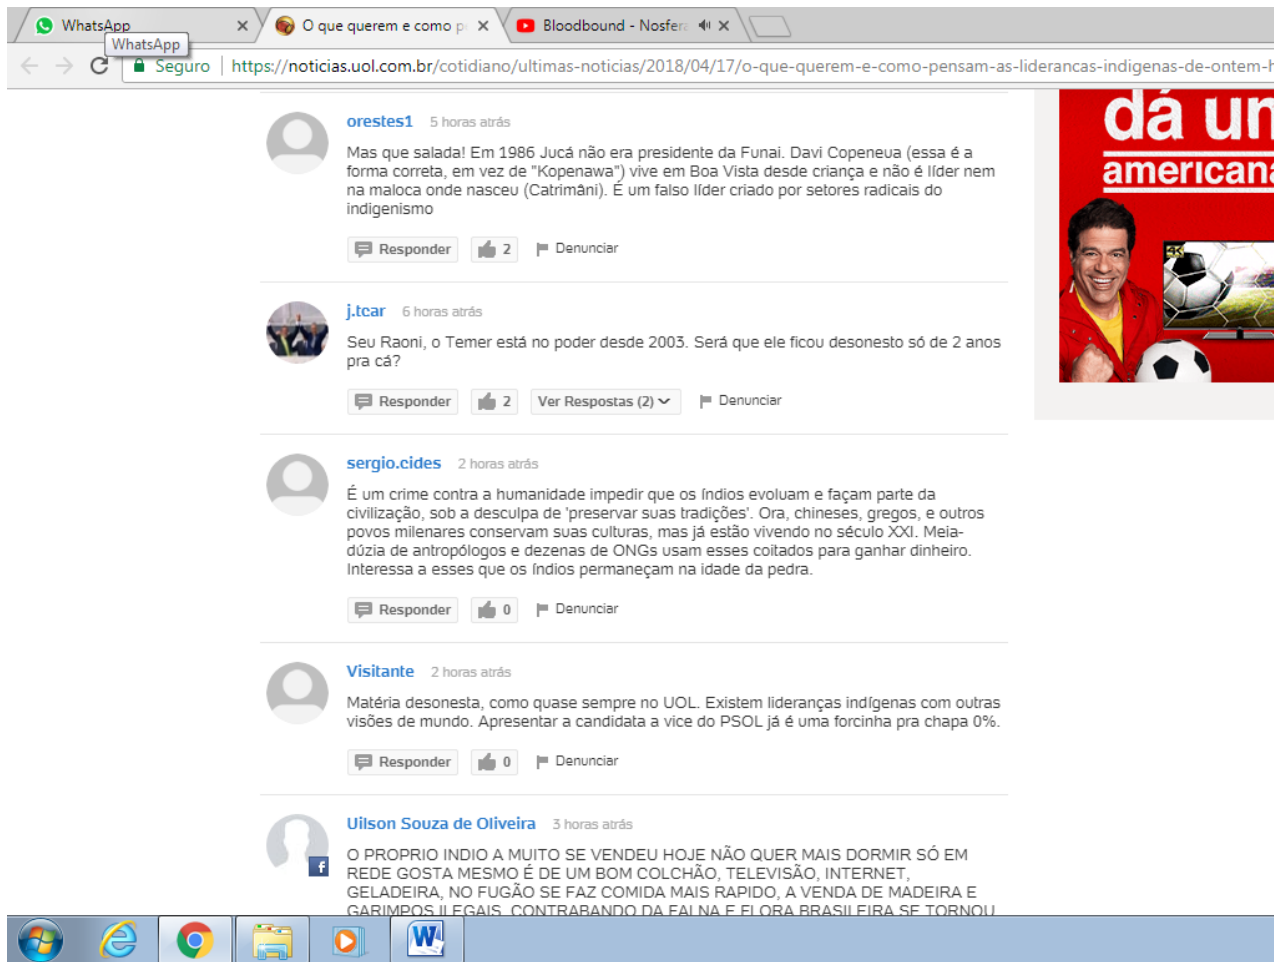 WhatsApp
O que querem e como p
Bloodbound - Nosfera
WhatsApp
Seguro
https://noticias.uol.com.br/cotidiano/ultimas-noticias/2018/04/17/o-que-querem-e-como-pensam-as-liderancas-indigenas-de-ontem-h
orestes1 5 horas atrás
Mas que salada! Em 1986 Jucá não era presidente da Funai. Davi Copeneua (essa é a
forma correta, em vez de "Kopenawa") vive em Boa Vista desde criança e não é líder nem
na maloca onde nasceu (Catrimâni). É um falso líder criado por setores radicais do
indigenismo
Responder 2 Denunciar
dá um
americana
4K
j.tcar 6 horas atrás
Seu Raoni, o Temer está no poder desde 2003. Será que ele ficou desonesto só de 2 anos
pra cá?
Responder 2 Ver Respostas (2) Denunciar
sergio.cides 2 horas atrás
É um crime contra a humanidade impedir que os índios evoluam e façam parte da
civilização, sob a desculpa de 'preservar suas tradições'. Ora, chineses, gregos, e outros
povos milenares conservam suas culturas, mas já estão vivendo no século XXI. Meia-
dúzia de antropólogos e dezenas de ONGs usam esses coitados para ganhar dinheiro.
Interessa a esses que os índios permaneçam na idade da pedra.
Responder 0 Denunciar
Visitante 2 horas atrás
Matéria desonesta, como quase sempre no UOL. Existem lideranças indígenas com outras
visões de mundo. Apresentar a candidata a vice do PSOL já é uma forcinha pra chapa 0%.
Responder 0 Denunciar
Uilson Souza de Oliveira 3 horas atrás
O PROPRIO INDIO A MUITO SE VENDEU HOJE NÃO QUER MAIS DORMIR SÓ EM
REDE GOSTA MESMO É DE UM BOM COLCHÃO, TELEVISÃO, INTERNET,
GELADEIRA, NO FUGÃO SE FAZ COMIDA MAIS RAPIDO, A VENDA DE MADEIRA E
GARIMPOS ILEGAIS, CONTRABANDO DA FALNA E FLORA BRASILEIRA SE TORNOU